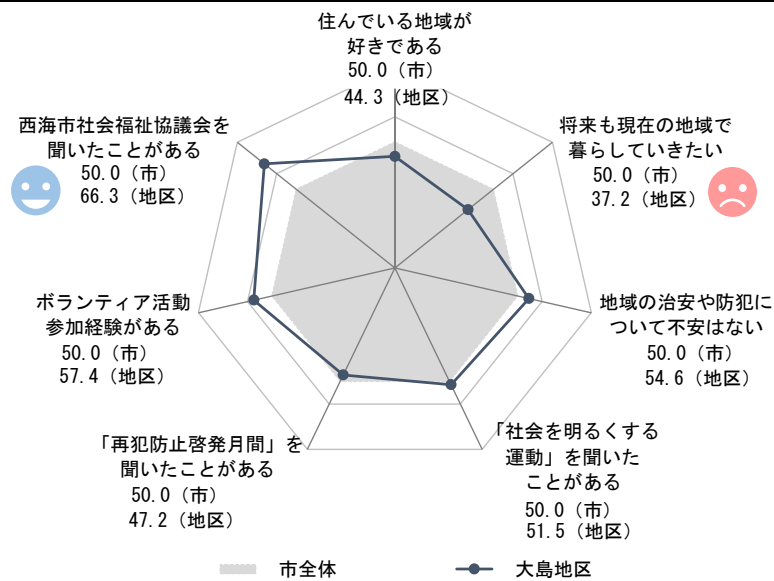 住んでいる地域が
好きである
50.0（市）
44.3（地区）
将来も現在の地域で
暮らしていきたい
50.0（市）
37.2（地区）
地域の治安や防犯に
ついて不安はない
50.0（市）
54.6（地区）
「社会を明るくする
運動」を聞いた
ことがある
50.0（市）
51.5（地区）
「再犯防止啓発月間」を
聞いたことがある
50.0（市）
47.2（地区）
ボランティア活動
参加経験がある
50.0（市）
57.4（地区）
西海市社会福祉協議会を
聞いたことがある
50.0（市）
66.3（地区）
市全体
大島地区